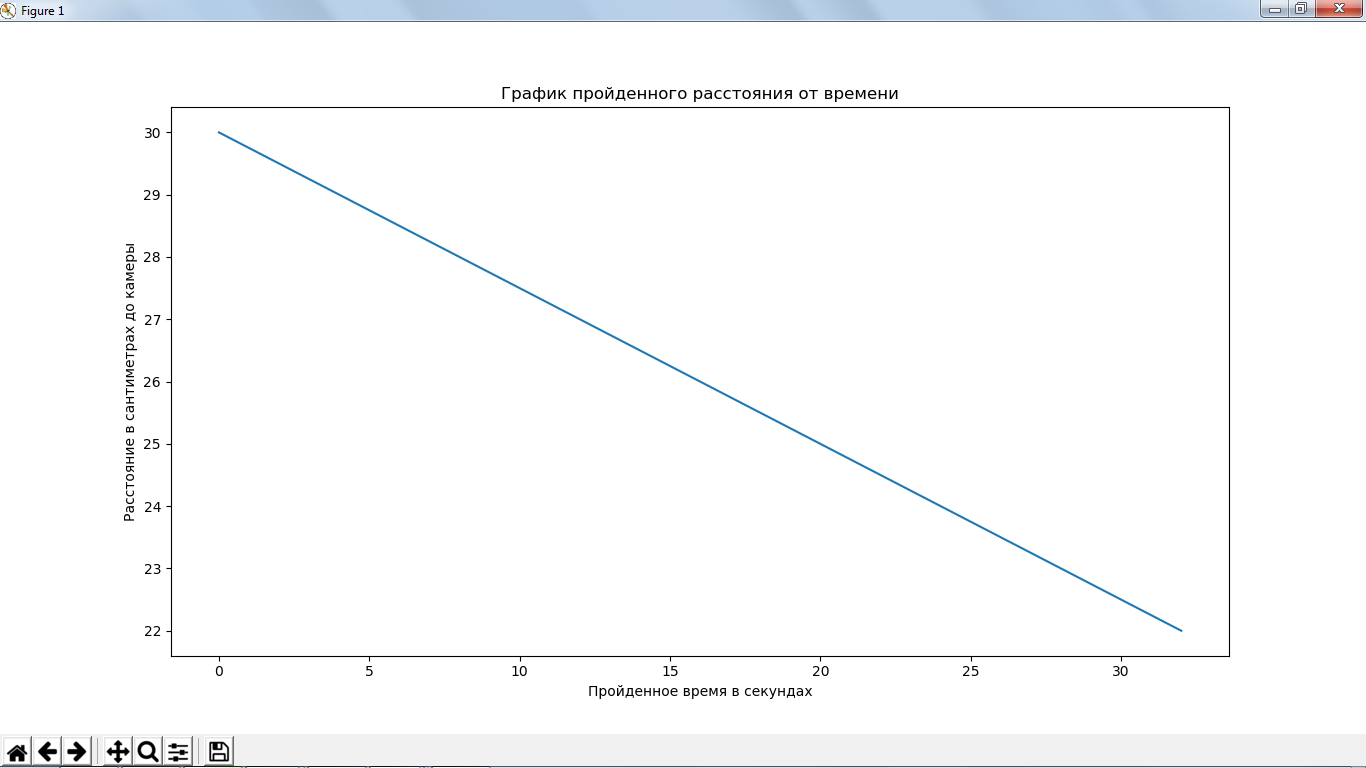 Figure 1
График пройденного расстояния от времени
30
29
28
27
26
25
24
23
22
Расстояние в сантиметрах до камеры
0 5 10 15 20 25 30
Пройденное время в секундах